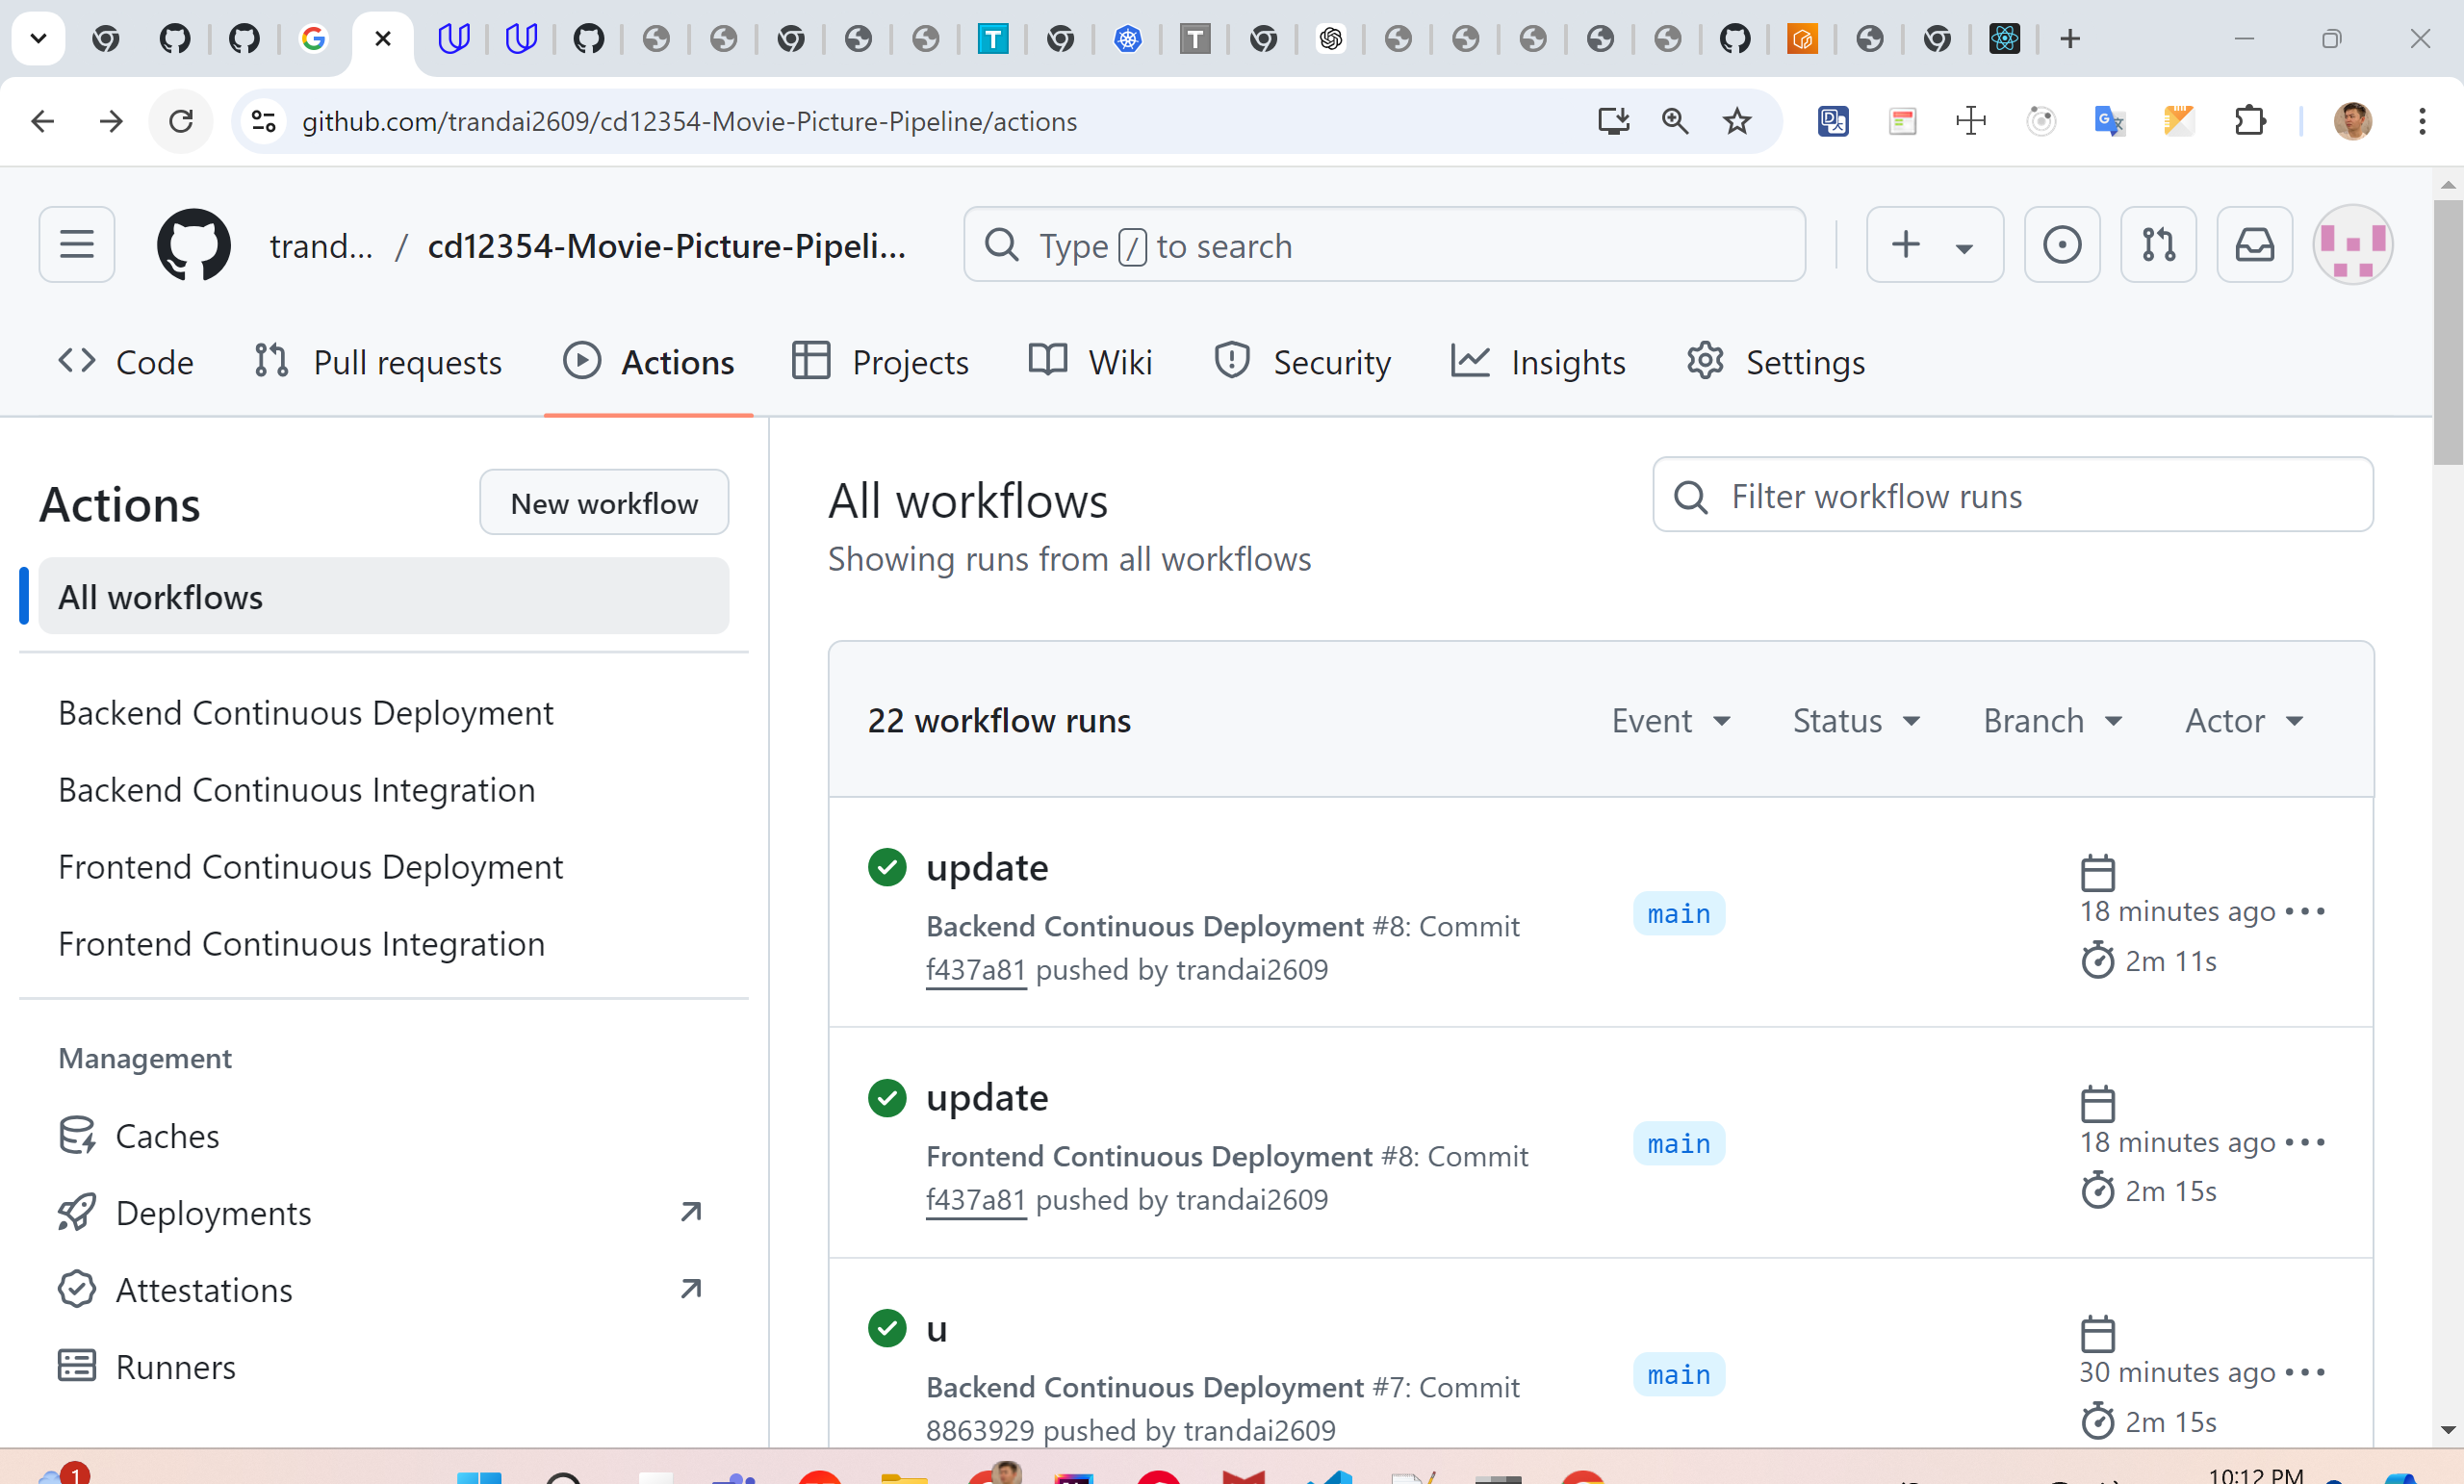 github.com/trandai2609/cd12354-Movie-Picture-Pipeline/actions
trand... / cd12354-Movie-Picture-Pipeli...
Type / to search
Code
Pull requests
Actions
Projects
Wiki
Security
Insights
Settings
Actions
New workflow
All workflows
Backend Continuous Deployment
Backend Continuous Integration
Frontend Continuous Deployment
Frontend Continuous Integration
Management
Caches
Deployments
Attestations
Runners
All workflows
Showing runs from all workflows
Filter workflow runs
22 workflow runs
Event
Status
Branch
Actor
update
Backend Continuous Deployment #8: Commit
f437a81 pushed by trandai2609
main
18 minutes ago
2m 11s
update
Frontend Continuous Deployment #8: Commit
f437a81 pushed by trandai2609
main
18 minutes ago
2m 15s
u
Backend Continuous Deployment #7: Commit
8863929 pushed by trandai2609
main
30 minutes ago
2m 15s
1
10:12 PM